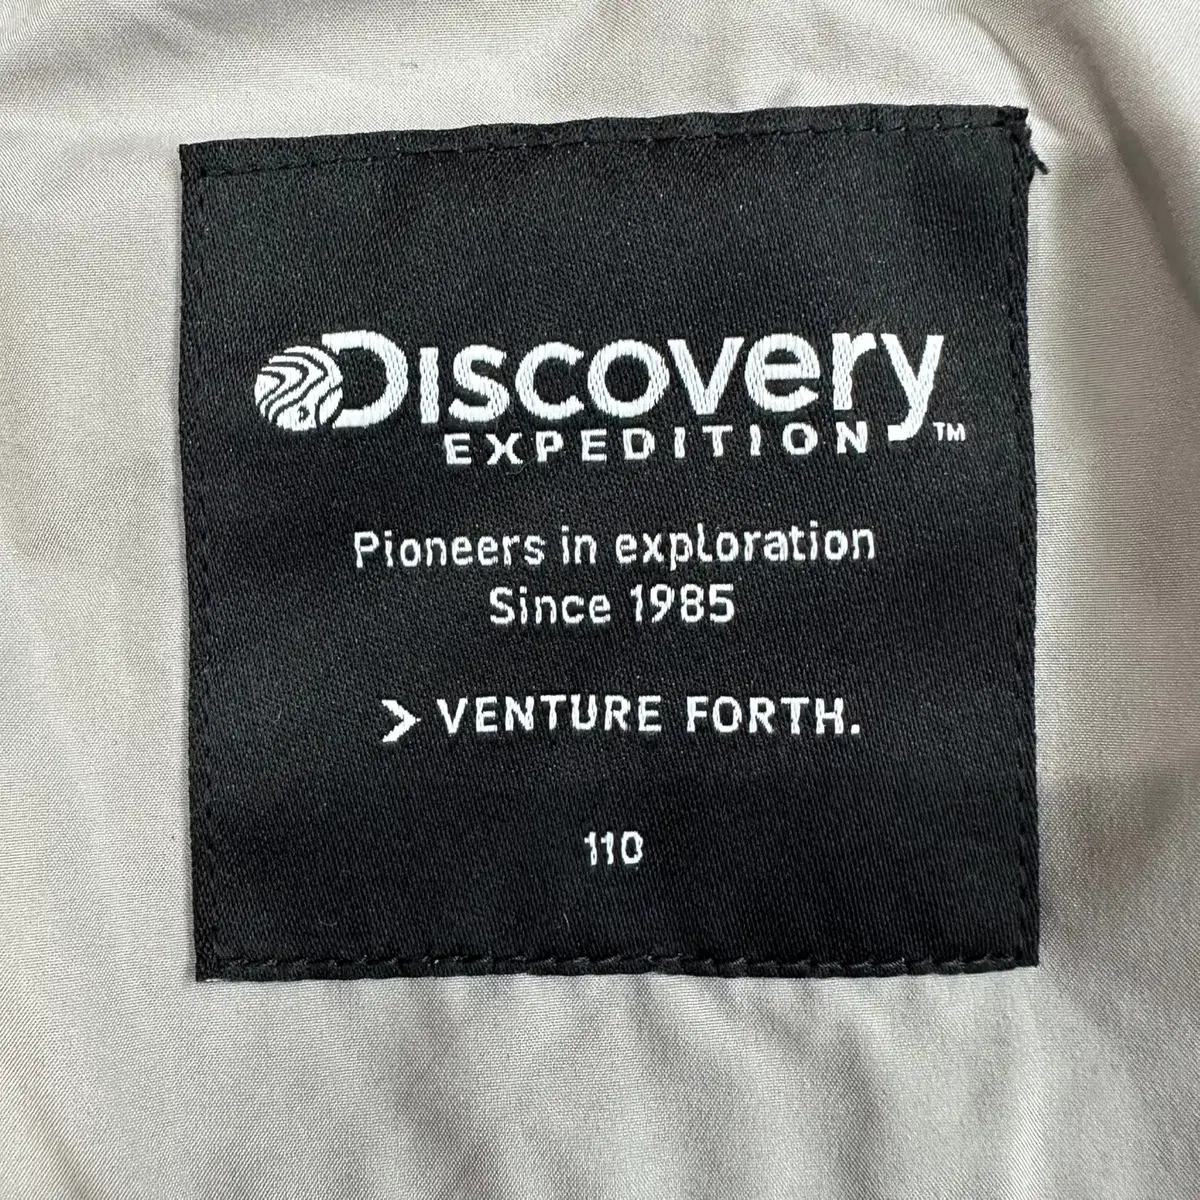 Discovery
EXPEDITION™
Pioneers in exploration
Since 1985
> VENTURE FORTH.
110